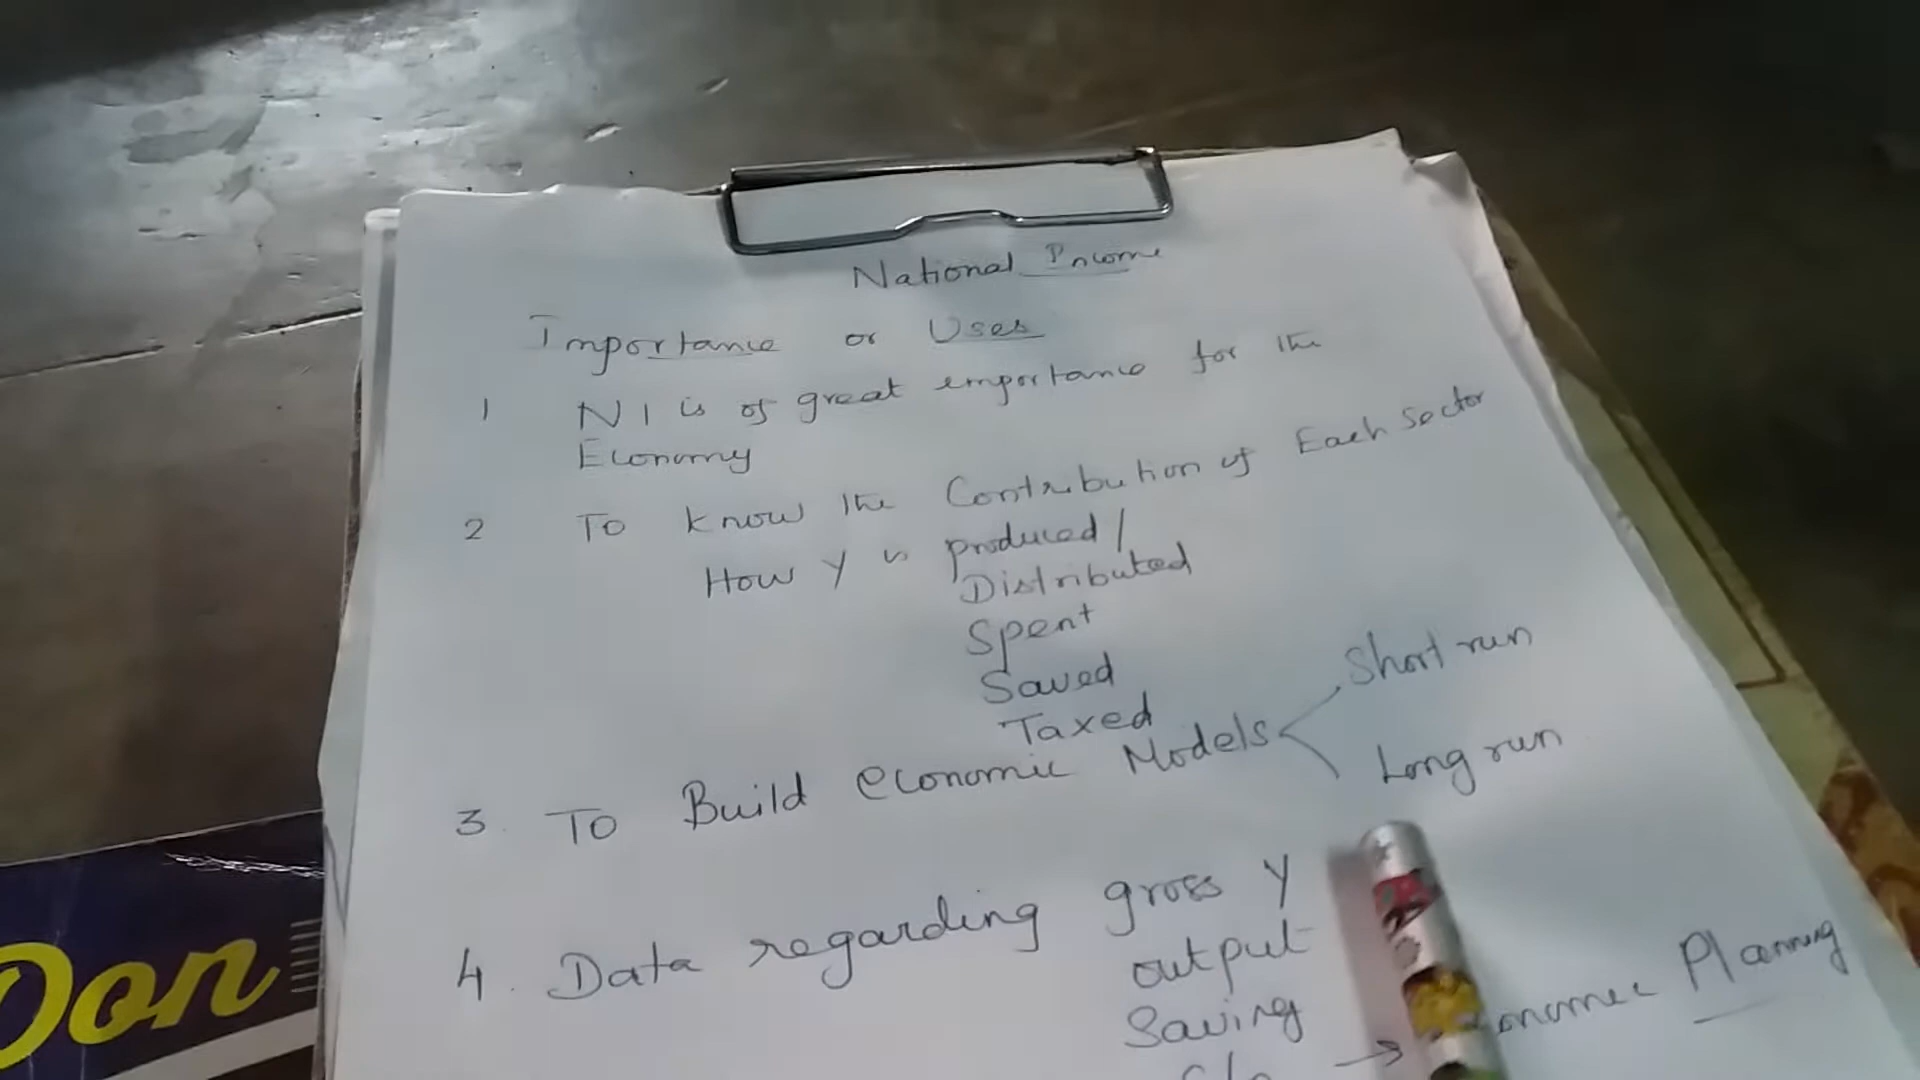 National Income
Importance or Uses
1 NI is of great importance for the
Economy
2 To know the Contribution of Each Sector
How Y is produced/
Distributed
Spent
Saved
Taxed
3. To Build Economic Models
Short run
Long run
4. Data regarding gross Y
output
Saving
→ Planning
Don